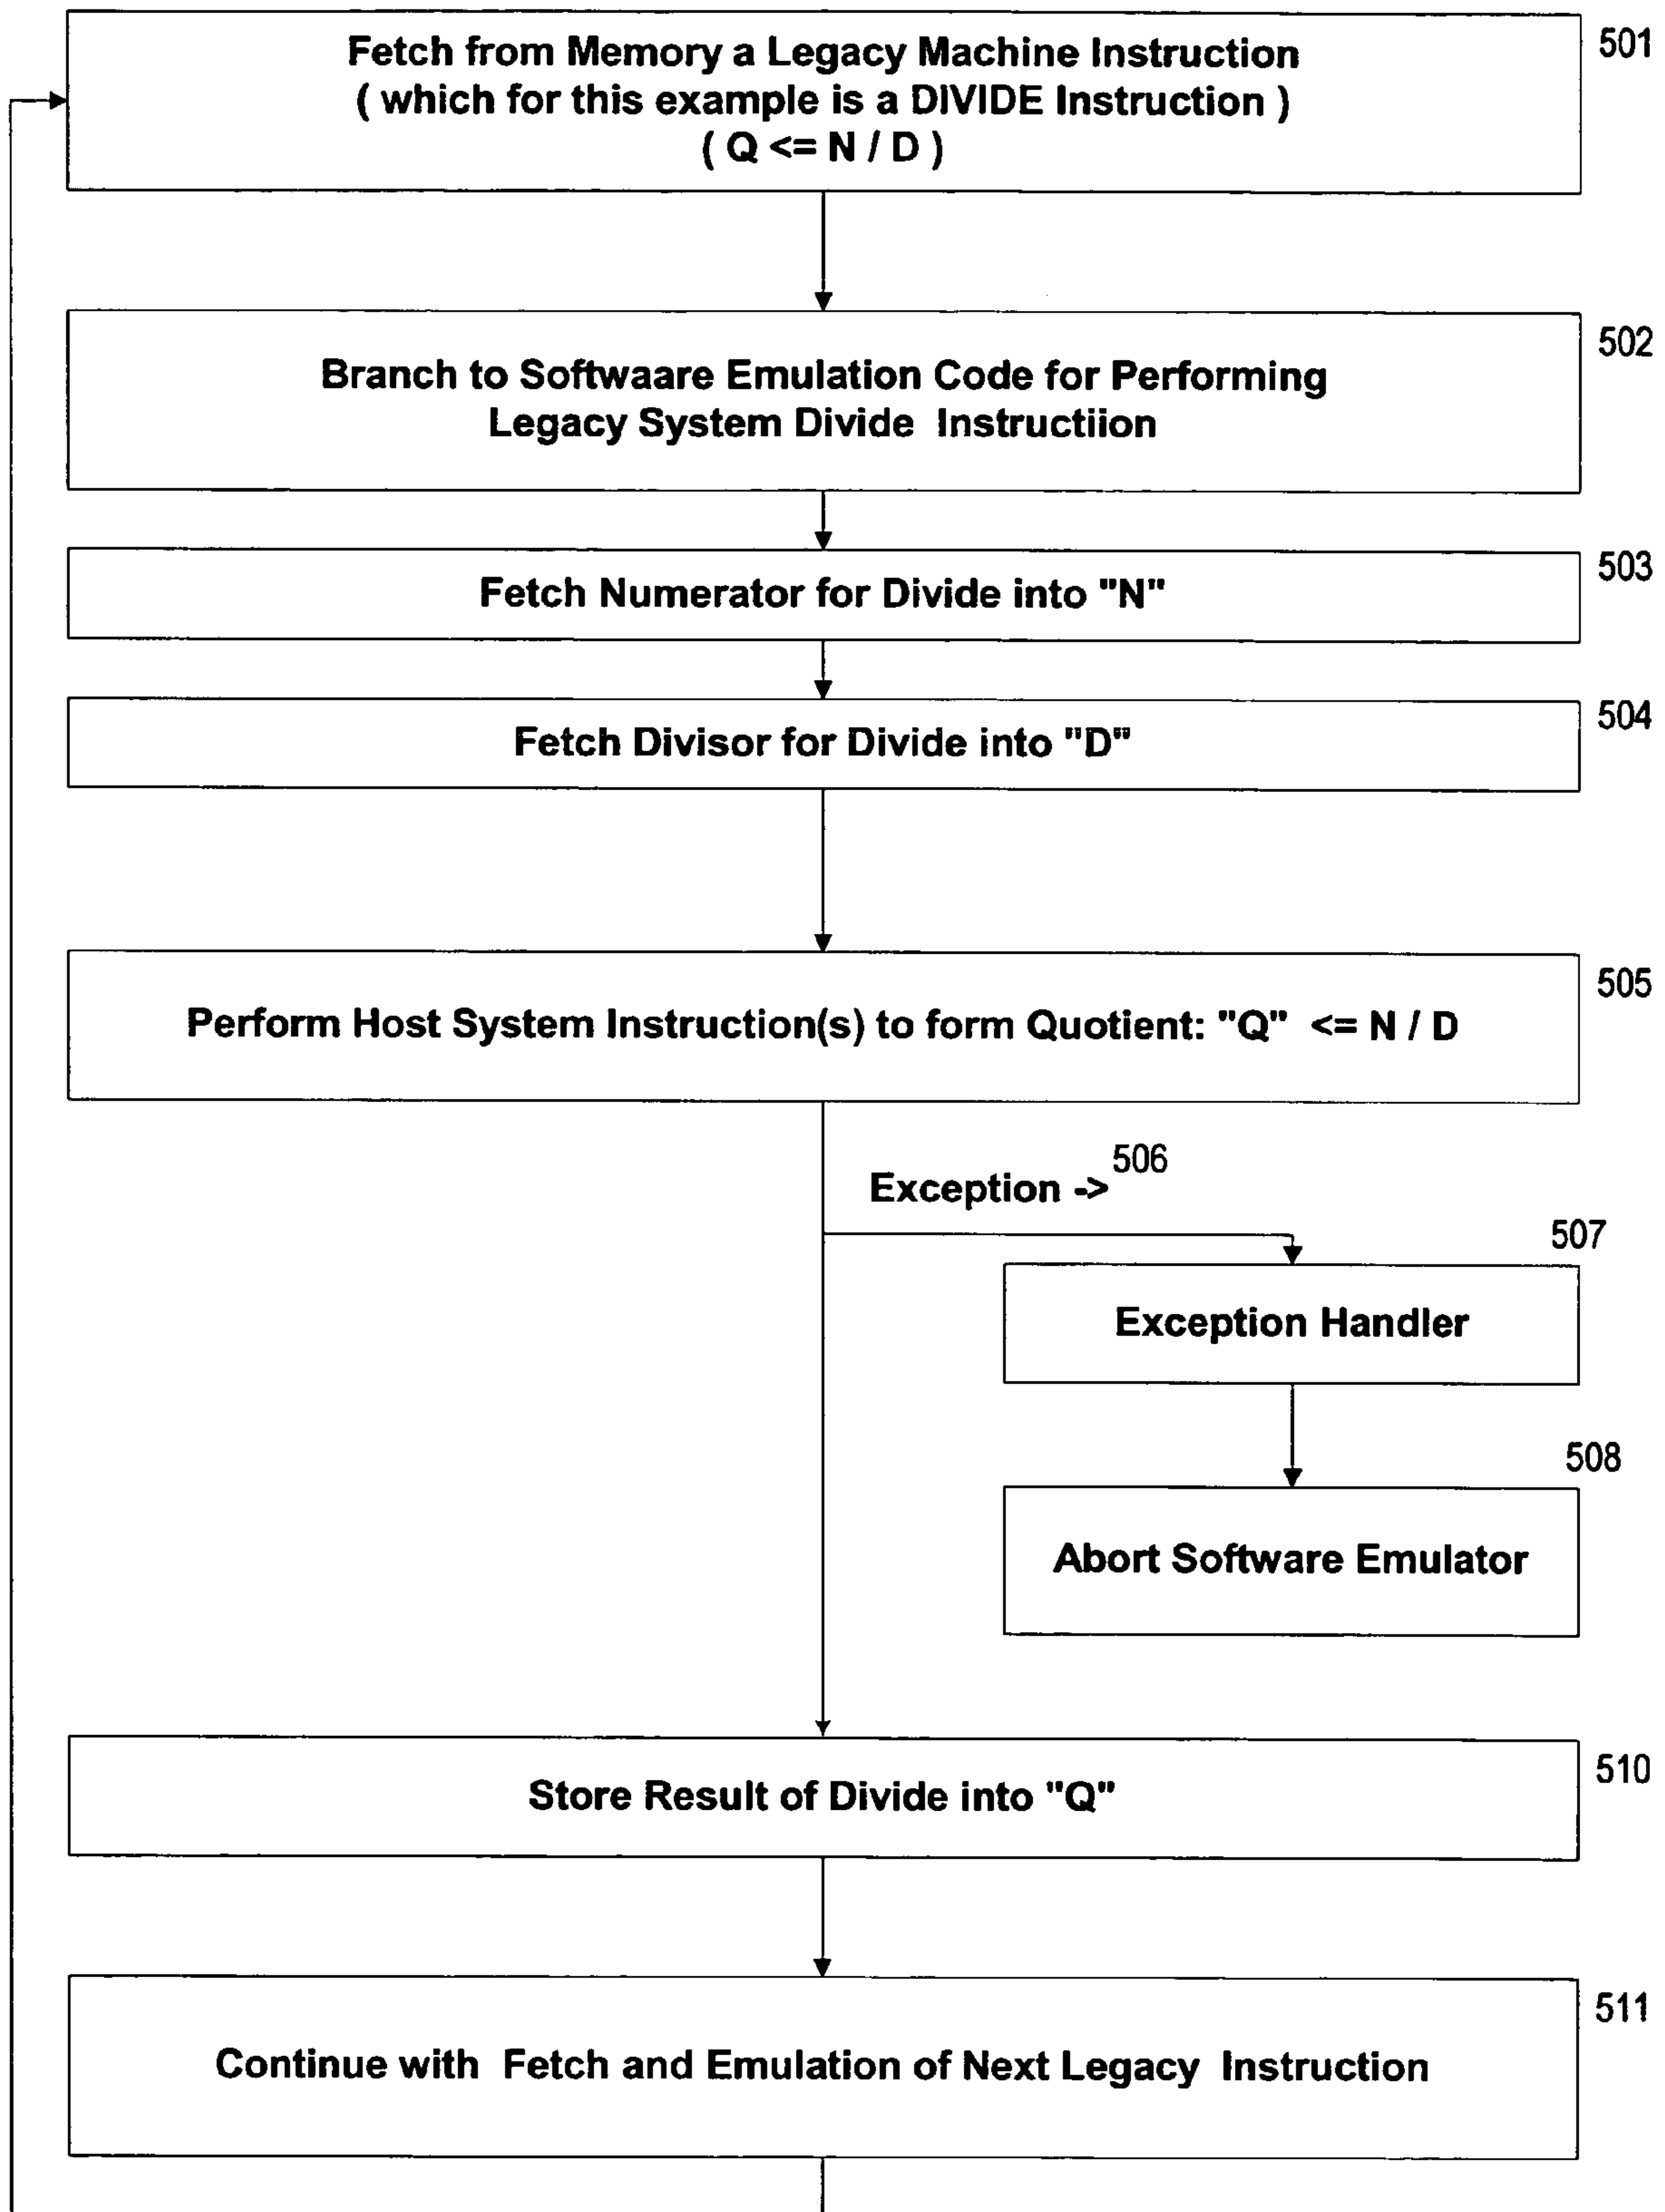 501
Fetch from Memory a Legacy Machine Instruction
( which for this example is a DIVIDE Instruction )
( Q <= N / D )
502
Branch to Softwaare Emulation Code for Performing
Legacy System Divide Instructiion
503
Fetch Numerator for Divide into "N"
504
Fetch Divisor for Divide into "D"
505
Perform Host System Instruction(s) to form Quotient: "Q" <= N / D
506
Exception ->
507
Exception Handler
508
Abort Software Emulator
510
Store Result of Divide into "Q"
511
Continue with Fetch and Emulation of Next Legacy Instruction